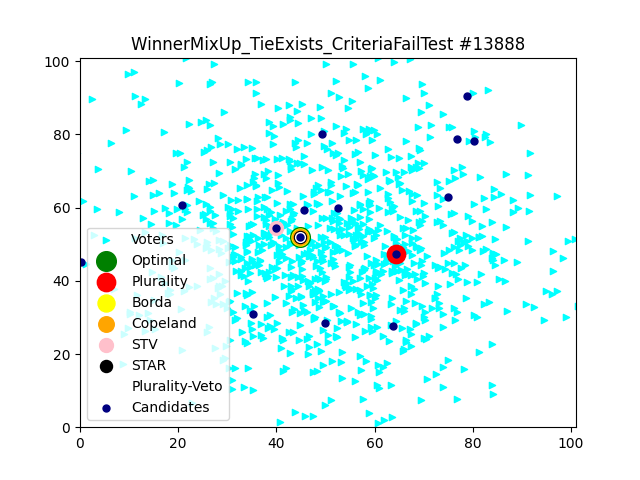 WinnerMixUp_TieExists_CriteriaFailTest #13888
100
80
60
40
20
0
Voters
Optimal
Plurality
Borda
Copeland
STV
STAR
Plurality-Veto
Candidates
0 20 40 60 80 100